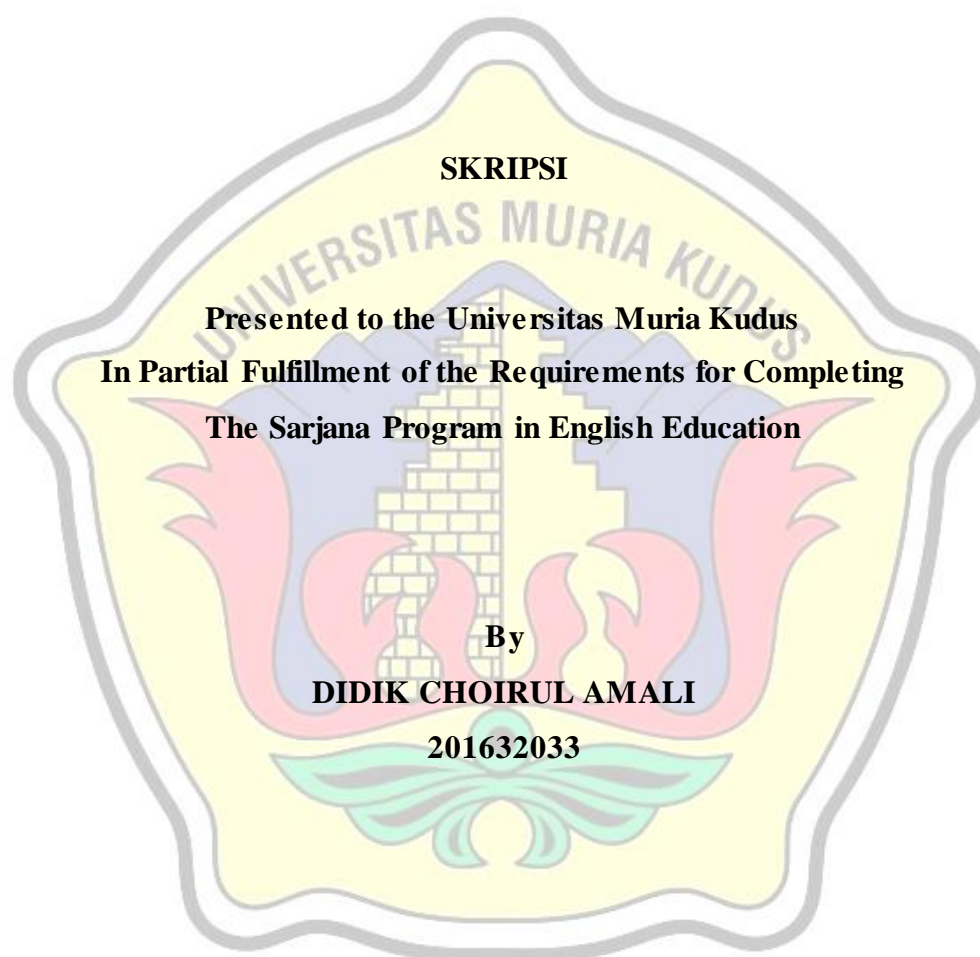 SKRIPSI
UNIVERSITAS MURIA KUDUS
Presented to the Universitas Muria Kudus
In Partial Fulfillment of the Requirements for Completing
The Sarjana Program in English Education
By
DIDIK CHOIRUL AMALI
201632033